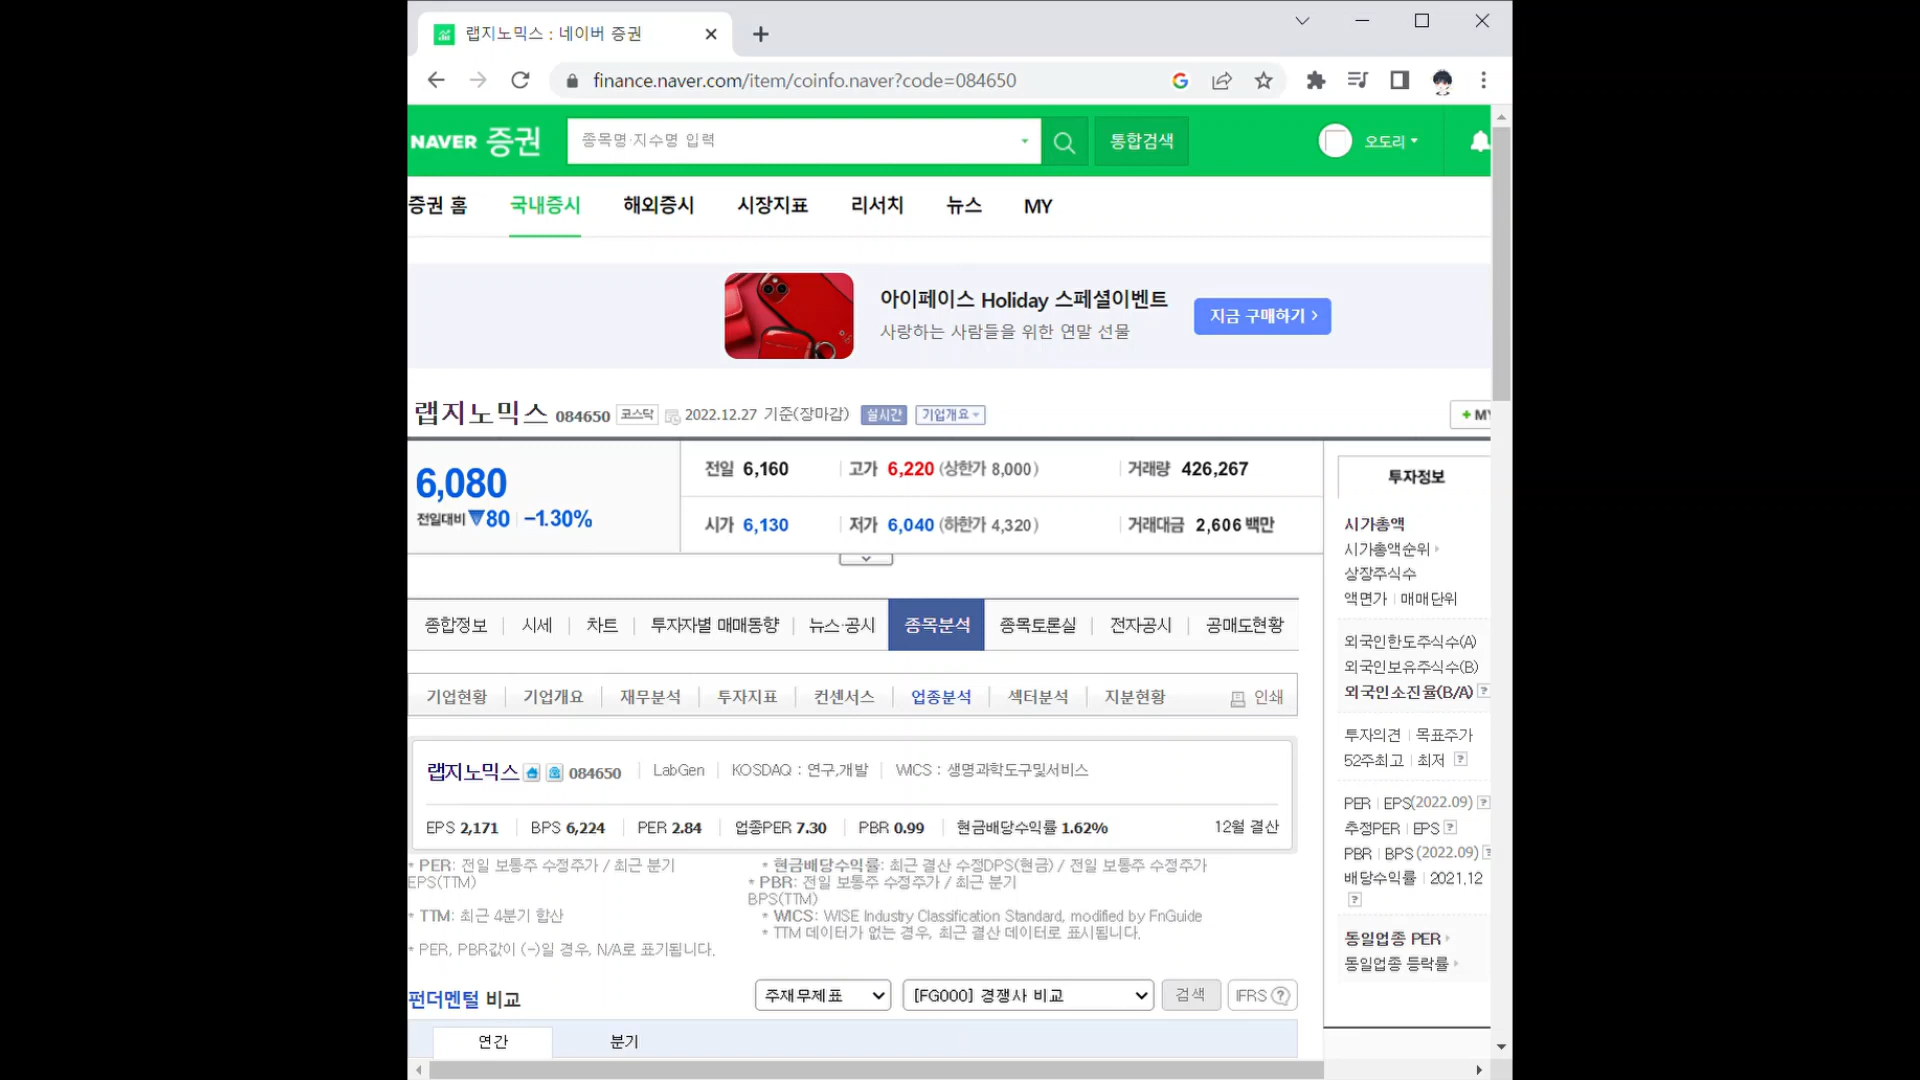 랩지노믹스 : 네이버 증권
finance.naver.com/item/coinfo.naver?code=084650
NAVER 증권
종목명·지수명 입력
통합검색
오도리
증권 홈 국내증시 해외증시 시장지표 리서치 뉴스 MY
아이페이스 Holiday 스페셜이벤트
사랑하는 사람들을 위한 연말 선물
지금 구매하기 >
랩지노믹스 084650 코스닥 2022.12.27 기준(장마감) 실시간 기업개요
+ MY
6,080
전일대비 ▼80 -1.30%
전일 6,160 고가 6,220 (상한가 8,000) 거래량 426,267
시가 6,130 저가 6,040 (하한가 4,320) 거래대금 2,606 백만
종합정보 시세 차트 투자자별 매매동향 뉴스·공시 종목분석 종목토론실 전자공시 공매도현황
기업현황 기업개요 재무분석 투자지표 컨센서스 업종분석 섹터분석 지분현황 인쇄
랩지노믹스 084650 LabGen KOSDAQ : 연구,개발 WICS : 생명과학도구및서비스
EPS 2,171 BPS 6,224 PER 2.84 업종PER 7.30 PBR 0.99 현금배당수익률 1.62% 12월 결산
* PER: 전일 보통주 수정주가 / 최근 분기
EPS(TTM)
* 현금배당수익률: 최근 결산 수정DPS(현금) / 전일 보통주 수정주가
* PBR: 전일 보통주 수정주가 / 최근 분기
BPS(TTM)
* TTM: 최근 4분기 합산
* WICS: WISE Industry Classification Standard, modified by FnGuide
* TTM 데이터가 없는 경우, 최근 결산 데이터로 표시됩니다.
* PER, PBR값이 (-)일 경우, N/A로 표기됩니다.
펀더멘털 비교
주재무제표
[FG000] 경쟁사 비교
검색
IFRS ?
연간 분기
투자정보
시가총액
시가총액순위
상장주식수
액면가 | 매매단위
외국인한도주식수(A)
외국인보유주식수(B)
외국인소진율(B/A) ?
투자의견 | 목표주가
52주최고 | 최저 ?
PER | EPS(2022.09) ?
추정PER | EPS ?
PBR | BPS (2022.09) ?
배당수익률 | 2021.12
?
동일업종 PER
동일업종 등락률